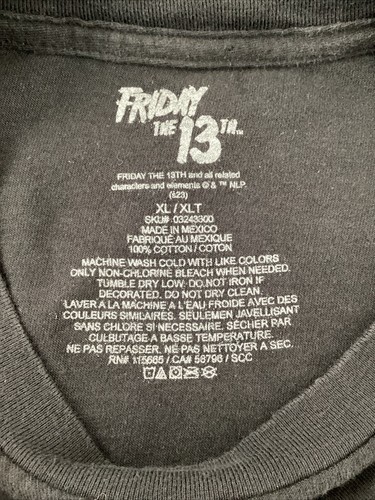 FRIDAY
THE 13TH™
FRIDAY THE 13TH and all related
characters and elements © & ™ NLP.
(s23)
XL / XLT
SKU# 03243300
MADE IN MEXICO
FABRIQUÉ AU MEXIQUE
100% COTTON / COTON
MACHINE WASH COLD WITH LIKE COLORS
ONLY NON-CHLORINE BLEACH WHEN NEEDED.
TUMBLE DRY LOW. DO NOT IRON IF
DECORATED. DO NOT DRY CLEAN.
LAVER A LA MACHINE A L'EAU FROIDE AVEC DES
COULEURS SIMILAIRES. SEULEMEN JAVELLISANT
SANS CHLORE SI NECESSAIRE. SÉCHER PAR
CULBUTAGE A BASSE TEMPERATURE.
NE PAS REPASSER. NE PAS NETTOYER A SEC.
RN# 115665 / CA# 58796 / SCC